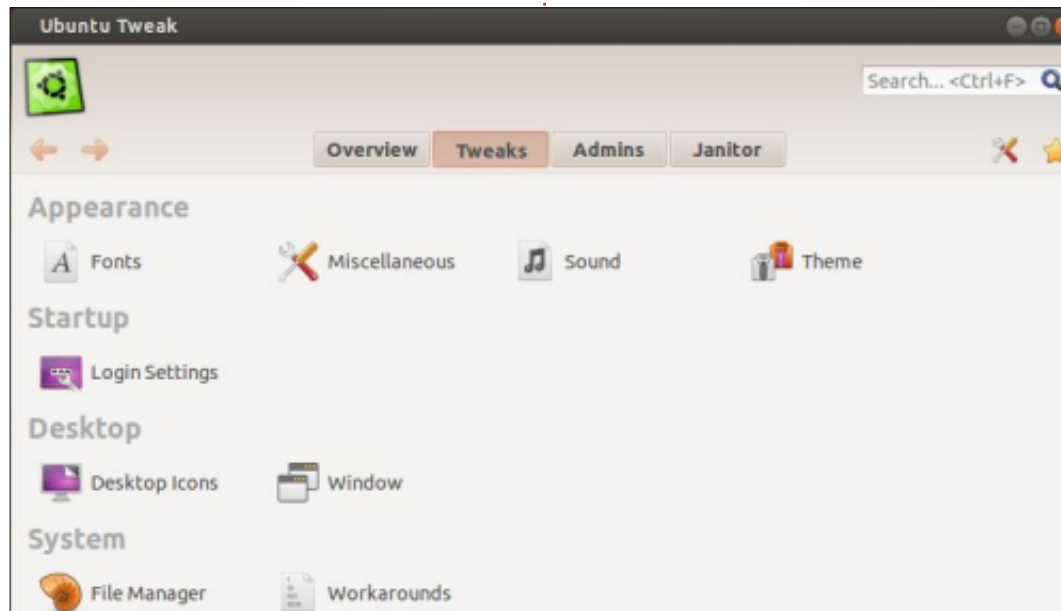 Ubuntu Tweak
Search... <Ctrl+F>
Overview Tweaks Admins Janitor
Appearance
Fonts Miscellaneous Sound Theme
Startup
Login Settings
Desktop
Desktop Icons Window
System
File Manager Workarounds